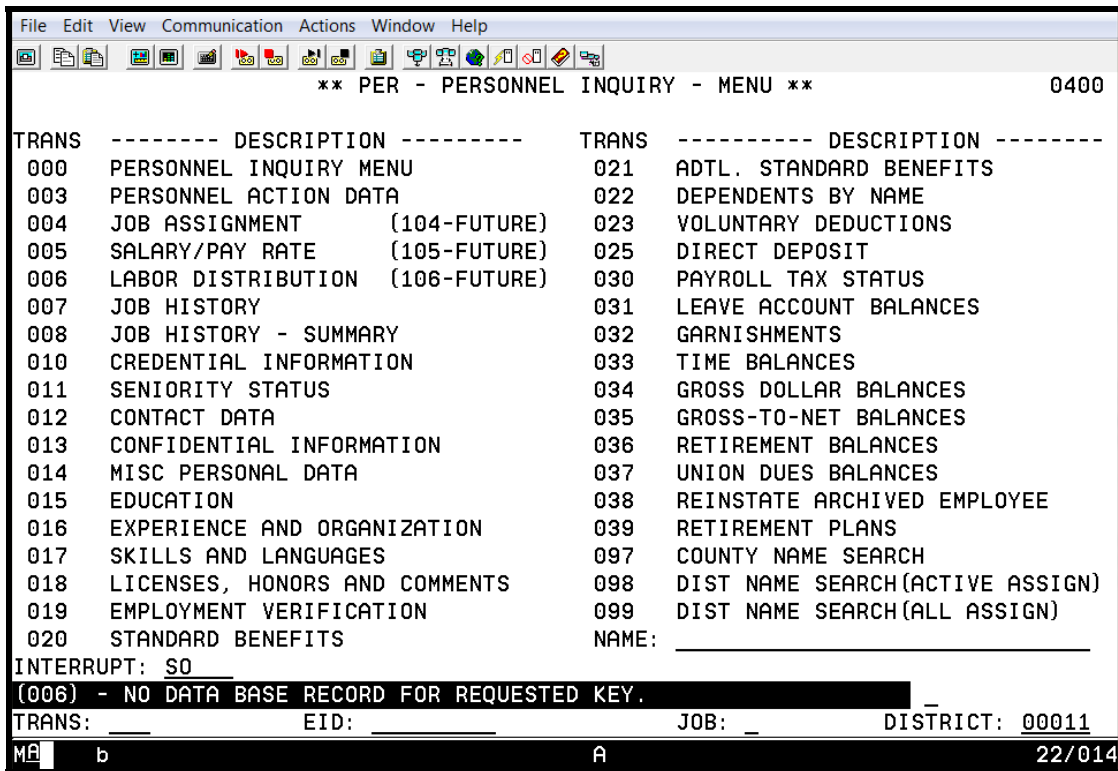 File Edit View Communication Actions Window Help
** PER - PERSONNEL INQUIRY - MENU ** 0400
TRANS -------- DESCRIPTION --------- TRANS ---------- DESCRIPTION --------
000 PERSONNEL INQUIRY MENU 021 ADTL. STANDARD BENEFITS
003 PERSONNEL ACTION DATA 022 DEPENDENTS BY NAME
004 JOB ASSIGNMENT (104-FUTURE) 023 VOLUNTARY DEDUCTIONS
005 SALARY/PAY RATE (105-FUTURE) 025 DIRECT DEPOSIT
006 LABOR DISTRIBUTION (106-FUTURE) 030 PAYROLL TAX STATUS
007 JOB HISTORY 031 LEAVE ACCOUNT BALANCES
008 JOB HISTORY - SUMMARY 032 GARNISHMENTS
010 CREDENTIAL INFORMATION 033 TIME BALANCES
011 SENIORITY STATUS 034 GROSS DOLLAR BALANCES
012 CONTACT DATA 035 GROSS-TO-NET BALANCES
013 CONFIDENTIAL INFORMATION 036 RETIREMENT BALANCES
014 MISC PERSONAL DATA 037 UNION DUES BALANCES
015 EDUCATION 038 REINSTATE ARCHIVED EMPLOYEE
016 EXPERIENCE AND ORGANIZATION 039 RETIREMENT PLANS
017 SKILLS AND LANGUAGES 097 COUNTY NAME SEARCH
018 LICENSES, HONORS AND COMMENTS 098 DIST NAME SEARCH(ACTIVE ASSIGN)
019 EMPLOYMENT VERIFICATION 099 DIST NAME SEARCH(ALL ASSIGN)
020 STANDARD BENEFITS NAME: ___
INTERRUPT: SO
(006) - NO DATA BASE RECORD FOR REQUESTED KEY. _
TRANS: ___ EID: ___ JOB: _ DISTRICT: 00011
MA b A 22/014